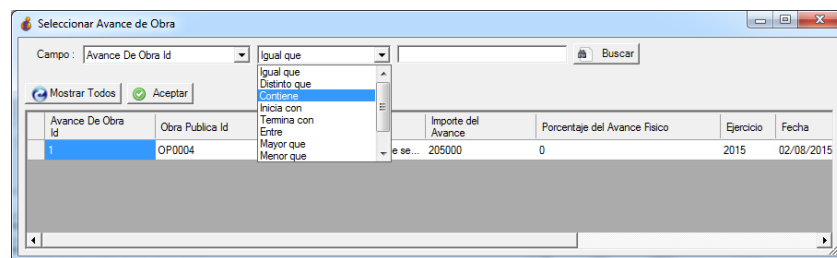 Seleccionar Avance de Obra
Campo : Avance De Obra Id Igual que Buscar
Igual que
Distinto que
Contiene
Inicia con
Termina con
Entre
Mayor que
Menor que
Mostrar Todos Aceptar
Avance De Obra Id Obra Publica Id Importe del Avance Porcentaje del Avance Fisico Ejercicio Fecha
1 OP0004 e se... 205000 0 2015 02/08/2015